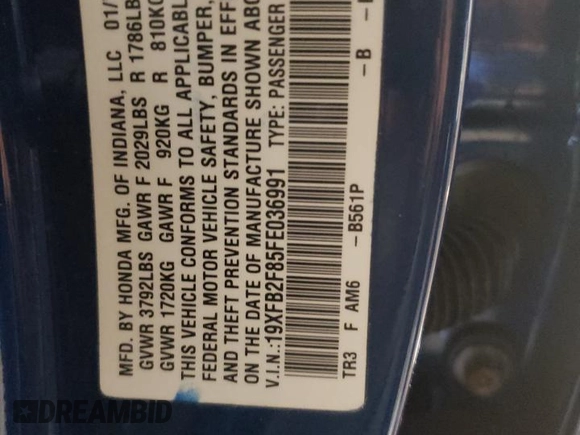 MFD. BY HONDA MFG. OF INDIANA, LLC 01/
GVWR 3792LBS GAWR F 2029LBS R 1786LB
GVWR 1720KG GAWR F 920KG R 810KG
THIS VEHICLE CONFORMS TO ALL APPLICABLE
FEDERAL MOTOR VEHICLE SAFETY, BUMPER,
AND THEFT PREVENTION STANDARDS IN EFF
ON THE DATE OF MANUFACTURE SHOWN ABO
V.I.N.:19XFB2F85FE036991 TYPE: PASSENGER
TR3 F AM6 -B561P -B
DREAMBID